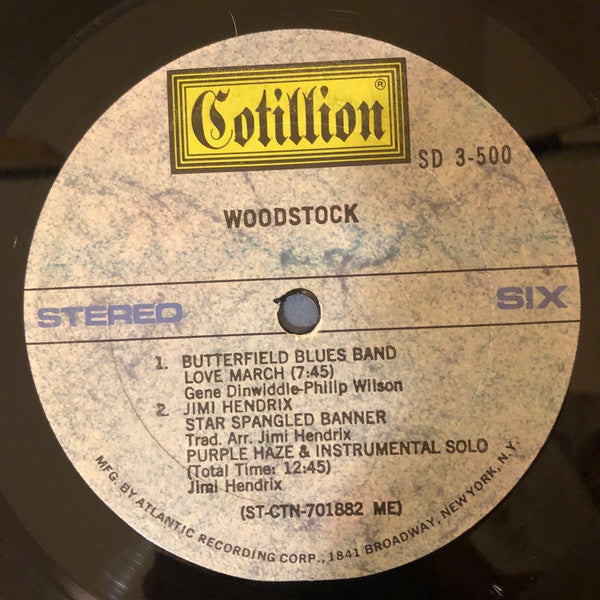 Cotillion®
SD 3-500
WOODSTOCK
STEREO
SIX
1. BUTTERFIELD BLUES BAND
LOVE MARCH (7:45)
Gene Dinwiddie-Philip Wilson
2. JIMI HENDRIX
STAR SPANGLED BANNER
Trad. Arr. Jimi Hendrix
PURPLE HAZE & INSTRUMENTAL SOLO
(Total Time: 12:45)
Jimi Hendrix
(ST-CTN-701882 ME)
MFG. BY ATLANTIC RECORDING CORP., 1841 BROADWAY, NEW YORK, N.Y.